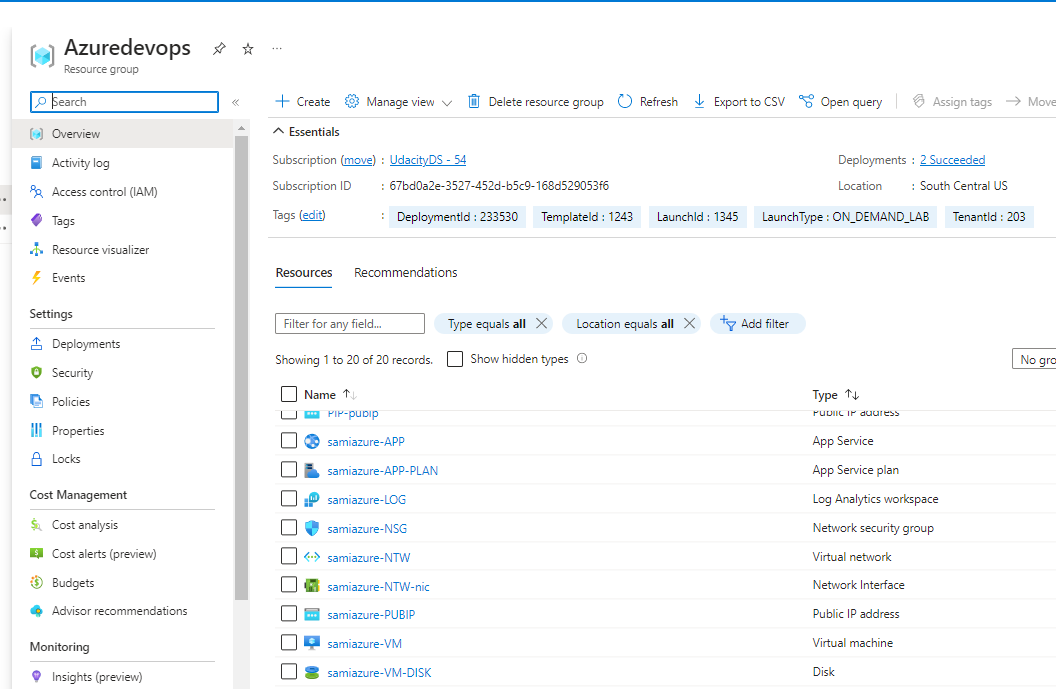 Azuredevops
Resource group
Search
Overview
Activity log
Access control (IAM)
Tags
Resource visualizer
Events
Settings
Deployments
Security
Policies
Properties
Locks
Cost Management
Cost analysis
Cost alerts (preview)
Budgets
Advisor recommendations
Monitoring
Insights (preview)
Create Manage view Delete resource group Refresh Export to CSV Open query Assign tags Move
Essentials
Subscription (move) : UdacityDS - 54 Deployments : 2 Succeeded
Subscription ID : 67bd0a2e-3527-452d-b5c9-168d529053f6 Location : South Central US
Tags (edit) : DeploymentId : 233530 TemplateId : 1243 LaunchId : 1345 LaunchType : ON_DEMAND_LAB TenantId : 203
Resources Recommendations
Filter for any field... Type equals all Location equals all Add filter
Showing 1 to 20 of 20 records. Show hidden types No gro
Name Type
PIP-pubip Public IP address
samiazure-APP App Service
samiazure-APP-PLAN App Service plan
samiazure-LOG Log Analytics workspace
samiazure-NSG Network security group
samiazure-NTW Virtual network
samiazure-NTW-nic Network Interface
samiazure-PUBIP Public IP address
samiazure-VM Virtual machine
samiazure-VM-DISK Disk